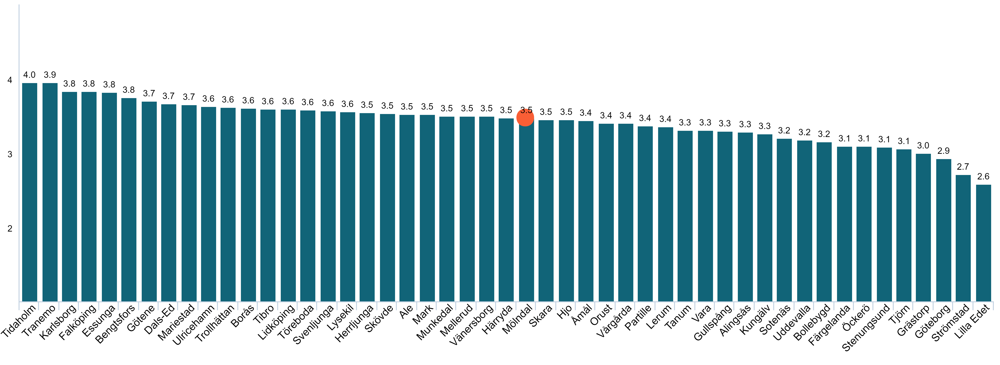 4
3
2
4.0 3.9 3.8 3.8 3.8 3.8 3.7 3.7 3.7 3.6 3.6 3.6 3.6 3.6 3.6 3.6 3.6 3.5 3.5 3.5 3.5 3.5 3.5 3.5 3.5 3.5 3.5 3.5 3.4 3.4 3.4 3.4 3.4 3.3 3.3 3.3 3.3 3.3 3.2 3.2 3.2 3.1 3.1 3.1 3.1 3.0 2.9 2.7 2.6
Tidaholm
Tranemo
Karlsborg
Falköping
Essunga
Bengtsfors
Götene
Dals-Ed
Mariestad
Ulricehamn
Trollhättan
Borås
Tibro
Lidköping
Töreboda
Svenljunga
Lysekil
Herrljunga
Skövde
Ale
Mark
Munkedal
Mellerud
Vänersborg
Härryda
Mölndal
Skara
Hjo
Åmål
Orust
Vårgårda
Partille
Lerum
Tanum
Vara
Gullspång
Alingsås
Kungälv
Sotenäs
Uddevalla
Bollebygd
Färgelanda
Öckerö
Stenungsund
Tjörn
Grästorp
Göteborg
Strömstad
Lilla Edet